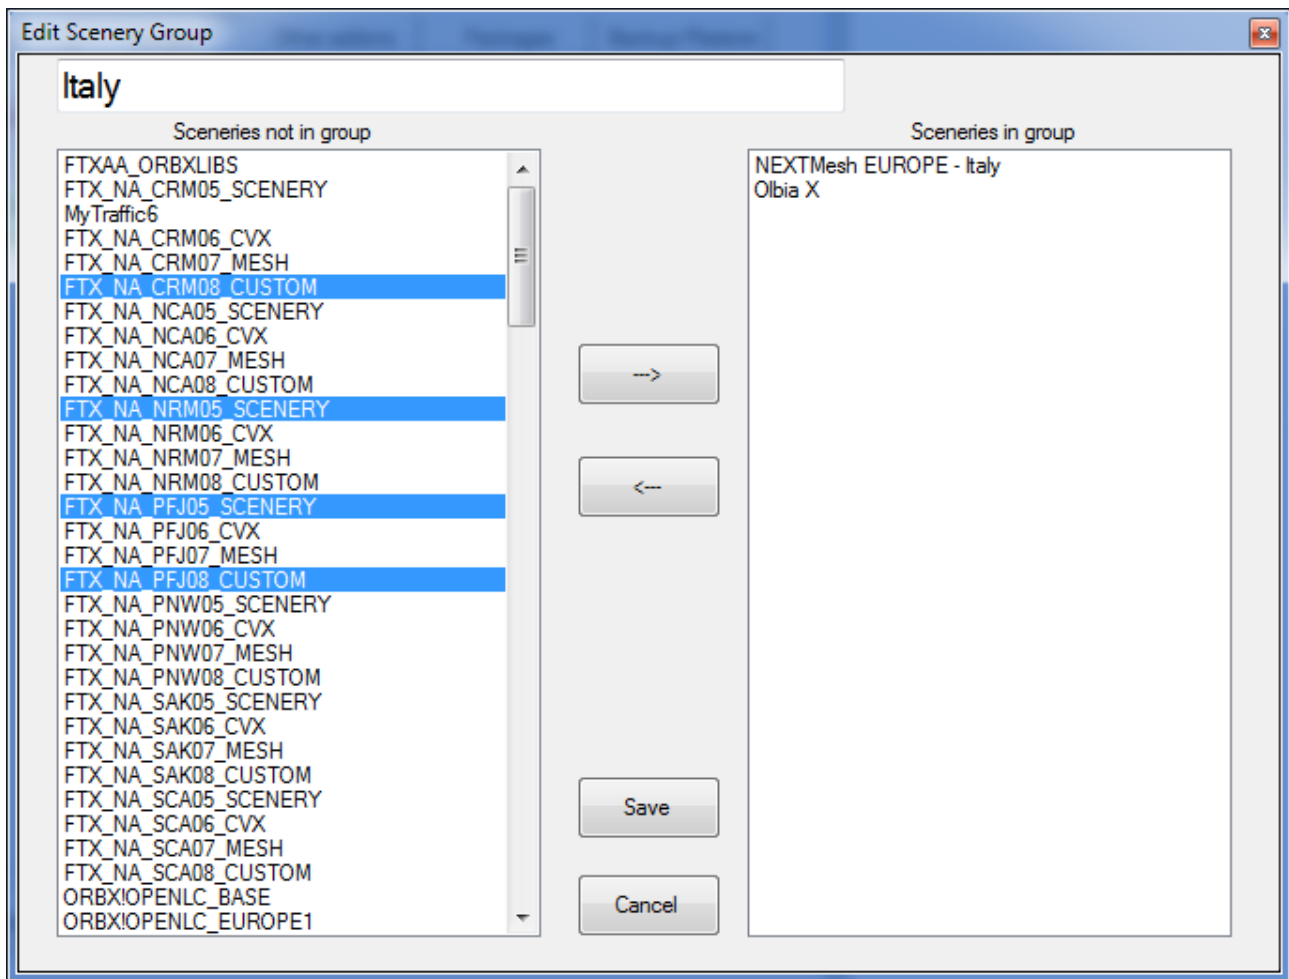 Edit Scenery Group
Italy
Sceneries not in group
Sceneries in group
FTXAA_ORBXLIBS
FTX_NA_CRM05_SCENERY
MyTraffic6
FTX_NA_CRM06_CVX
FTX_NA_CRM07_MESH
FTX_NA_CRM08_CUSTOM
FTX_NA_NCA05_SCENERY
FTX_NA_NCA06_CVX
FTX_NA_NCA07_MESH
FTX_NA_NCA08_CUSTOM
FTX_NA_NRM05_SCENERY
FTX_NA_NRM06_CVX
FTX_NA_NRM07_MESH
FTX_NA_NRM08_CUSTOM
FTX_NA_PFJ05_SCENERY
FTX_NA_PFJ06_CVX
FTX_NA_PFJ07_MESH
FTX_NA_PFJ08_CUSTOM
FTX_NA_PNW05_SCENERY
FTX_NA_PNW06_CVX
FTX_NA_PNW07_MESH
FTX_NA_PNW08_CUSTOM
FTX_NA_SAK05_SCENERY
FTX_NA_SAK06_CVX
FTX_NA_SAK07_MESH
FTX_NA_SAK08_CUSTOM
FTX_NA_SCA05_SCENERY
FTX_NA_SCA06_CVX
FTX_NA_SCA07_MESH
FTX_NA_SCA08_CUSTOM
ORBX!OPENLC_BASE
ORBX!OPENLC_EUROPE1
--->
<---
Save
Cancel
NEXTMesh EUROPE - Italy
Olbia X